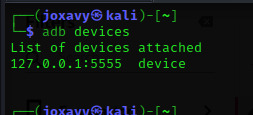 ┌──(joxavy㉿kali)-[~]
└─$ adb devices
List of devices attached
127.0.0.1:5555  device
┌──(joxavy㉿kali)-[~]